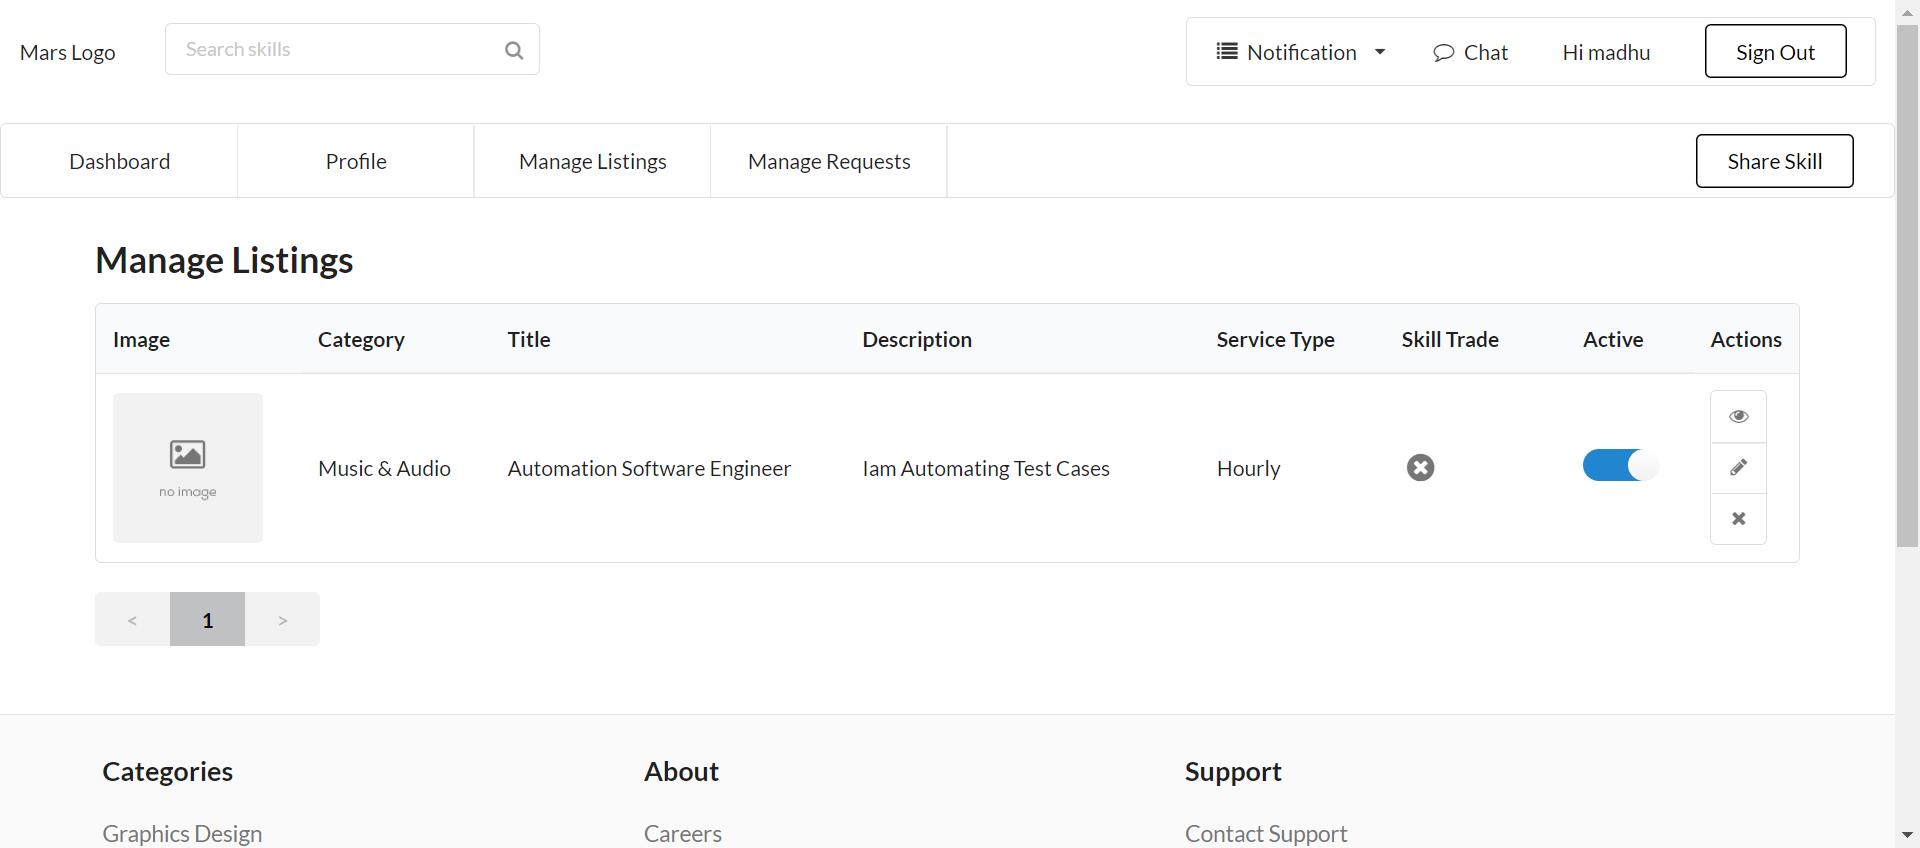 Mars Logo
Search skills
Notification
Chat
Hi madhu
Sign Out
Dashboard
Profile
Manage Listings
Manage Requests
Share Skill
Manage Listings
Image Category Title Description Service Type Skill Trade Active Actions
no image
Music & Audio Automation Software Engineer Iam Automating Test Cases Hourly
< 1 >
Categories About Support
Graphics Design Careers Contact Support